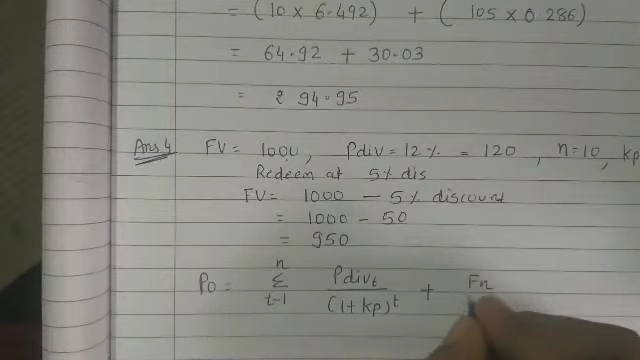 = (10 x 6.492) + ( 105 x 0.286)
= 64.92 + 30.03
= ₹ 94.95
Ans 4 FV = 1000, Pdiv = 12% = 120, n=10, kp
Redeem at 5% dis
FV = 1000 - 5% discount
= 1000 - 50
= 950
P0 = n Σ t-1 Pdivt / (1+kp)^t + Fn